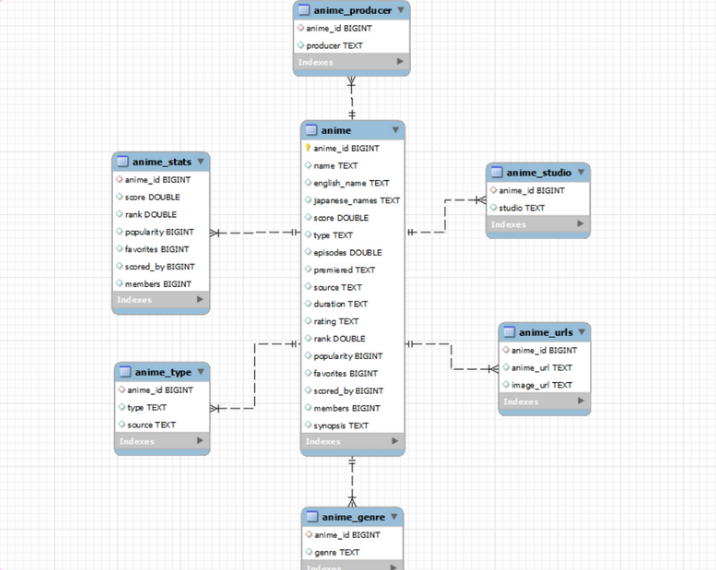 anime_producer
anime_id BIGINT
producer TEXT
Indexes
anime
anime_id BIGINT
name TEXT
english_name TEXT
japanese_names TEXT
score DOUBLE
type TEXT
episodes DOUBLE
premiered TEXT
source TEXT
duration TEXT
rating TEXT
rank DOUBLE
popularity BIGINT
favorites BIGINT
scored_by BIGINT
members BIGINT
synopsis TEXT
Indexes
anime_stats
anime_id BIGINT
score DOUBLE
rank DOUBLE
popularity BIGINT
favorites BIGINT
scored_by BIGINT
members BIGINT
Indexes
anime_studio
anime_id BIGINT
studio TEXT
Indexes
anime_type
anime_id BIGINT
type TEXT
source TEXT
Indexes
anime_urls
anime_id BIGINT
anime_url TEXT
image_url TEXT
Indexes
anime_genre
anime_id BIGINT
genre TEXT
Indexes